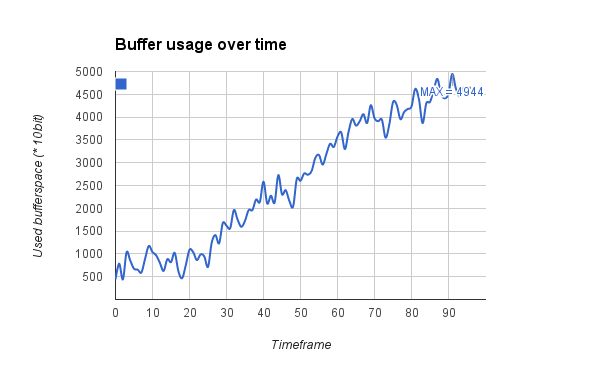 Buffer usage over time
5000
4500
4000
3500
3000
2500
2000
1500
1000
500
MAX = 4944
Used bufferspace (* 10bit)
0 10 20 30 40 50 60 70 80 90
Timeframe